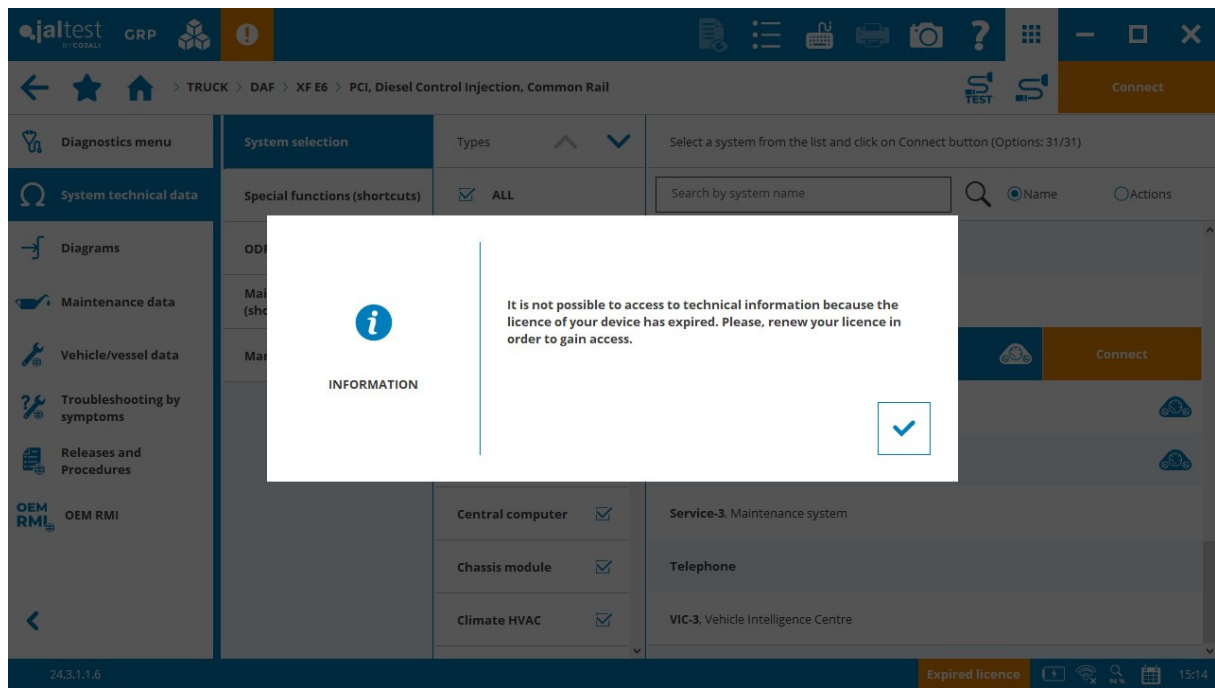 jaltest
BY COJALI
GRP
> TRUCK > DAF > XF E6 > PCI, Diesel Control Injection, Common Rail
TEST
Connect
Diagnostics menu
System technical data
Diagrams
Maintenance data
Vehicle/vessel data
Troubleshooting by
symptoms
Releases and
Procedures
OEM
RMI
OEM RMI
System selection
Special functions (shortcuts)
Types
ALL
Select a system from the list and click on Connect button (Options: 31/31)
Search by system name
Name
Actions
Connect
INFORMATION
It is not possible to access to technical information because the
licence of your device has expired. Please, renew your licence in
order to gain access.
Central computer
Chassis module
Climate HVAC
Service-3, Maintenance system
Telephone
VIC-3, Vehicle Intelligence Centre
24.3.1.1.6
Expired licence
94 %
15:14